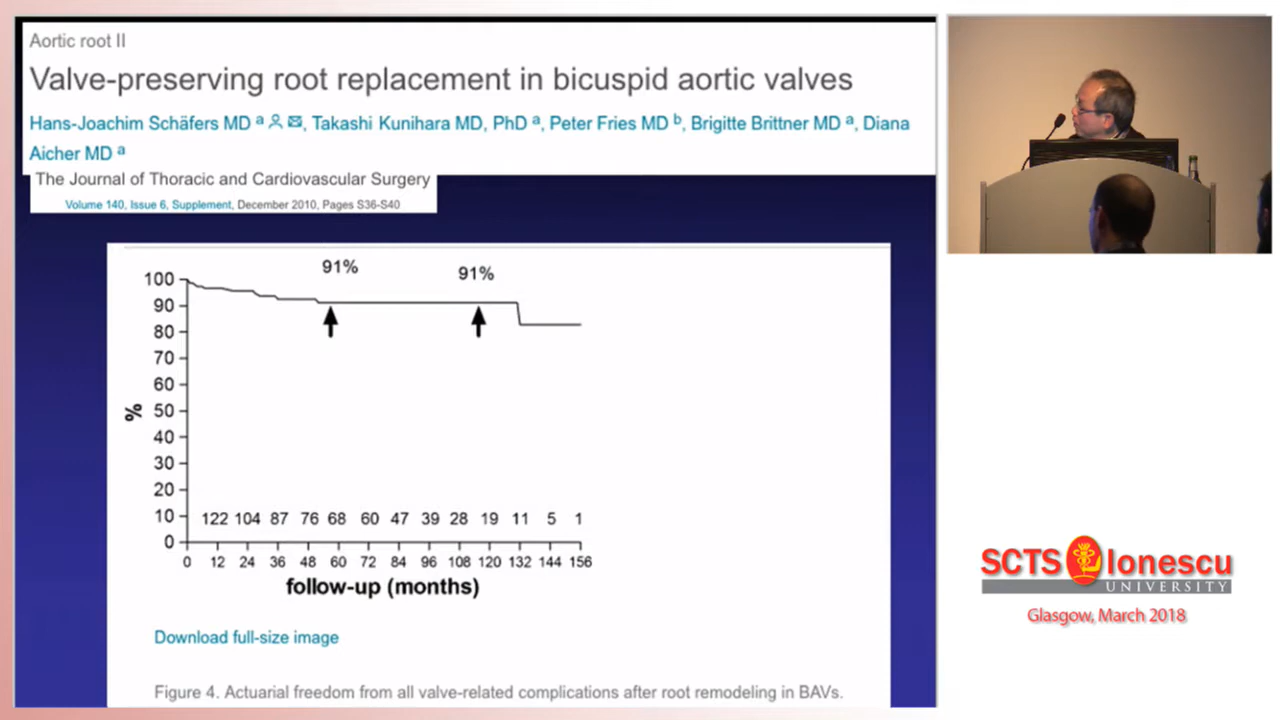 Aortic root II
Valve-preserving root replacement in bicuspid aortic valves
Hans-Joachim Schäfers MD a, Takashi Kunihara MD, PhD a, Peter Fries MD b, Brigitte Brittner MD a, Diana
Aicher MD a
The Journal of Thoracic and Cardiovascular Surgery
Volume 140, Issue 6, Supplement, December 2010, Pages S36-S40
91%
91%
100
90
80
70
60
50
%
40
30
20
10
122 104 87 76 68 60 47 39 28 19 11 5 1
0
0 12 24 36 48 60 72 84 96 108 120 132 144 156
follow-up (months)
Download full-size image
Figure 4. Actuarial freedom from all valve-related complications after root remodeling in BAVs.
SCTS Ionescu
UNIVERSITY
Glasgow, March 2018